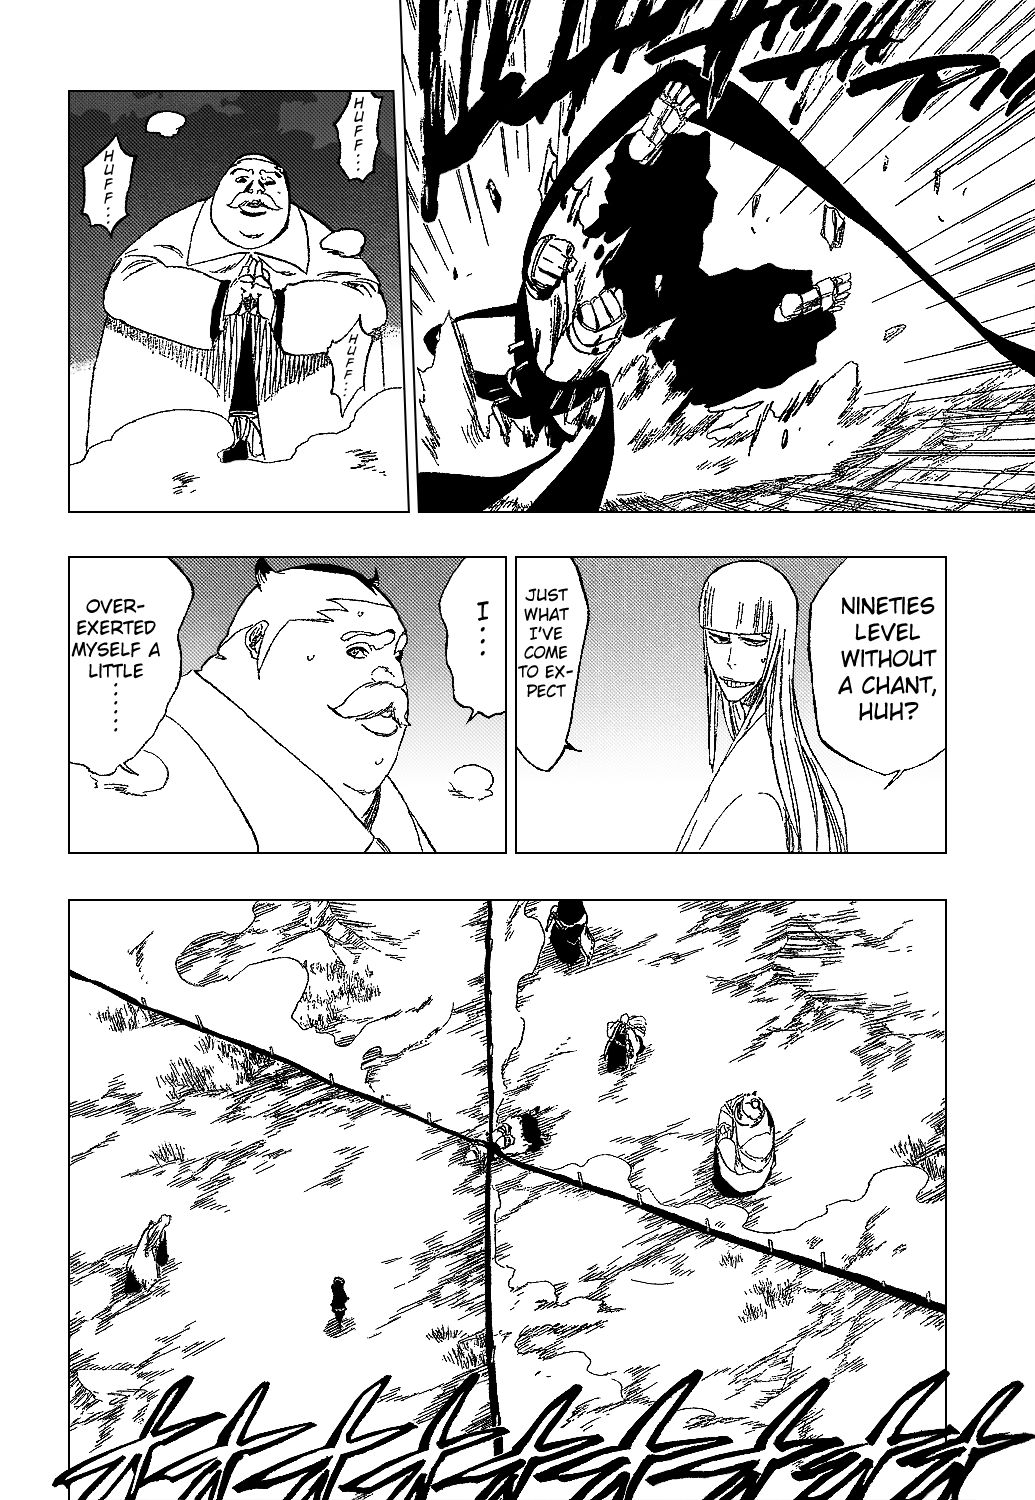 HUFF...
HUFF...
HUFF...
NINETIES
LEVEL
WITHOUT
A CHANT,
HUH?
JUST
WHAT
I'VE
COME
TO EX-
PECT
I...
OVER-
EXERTED
MYSELF A
LITTLE
........